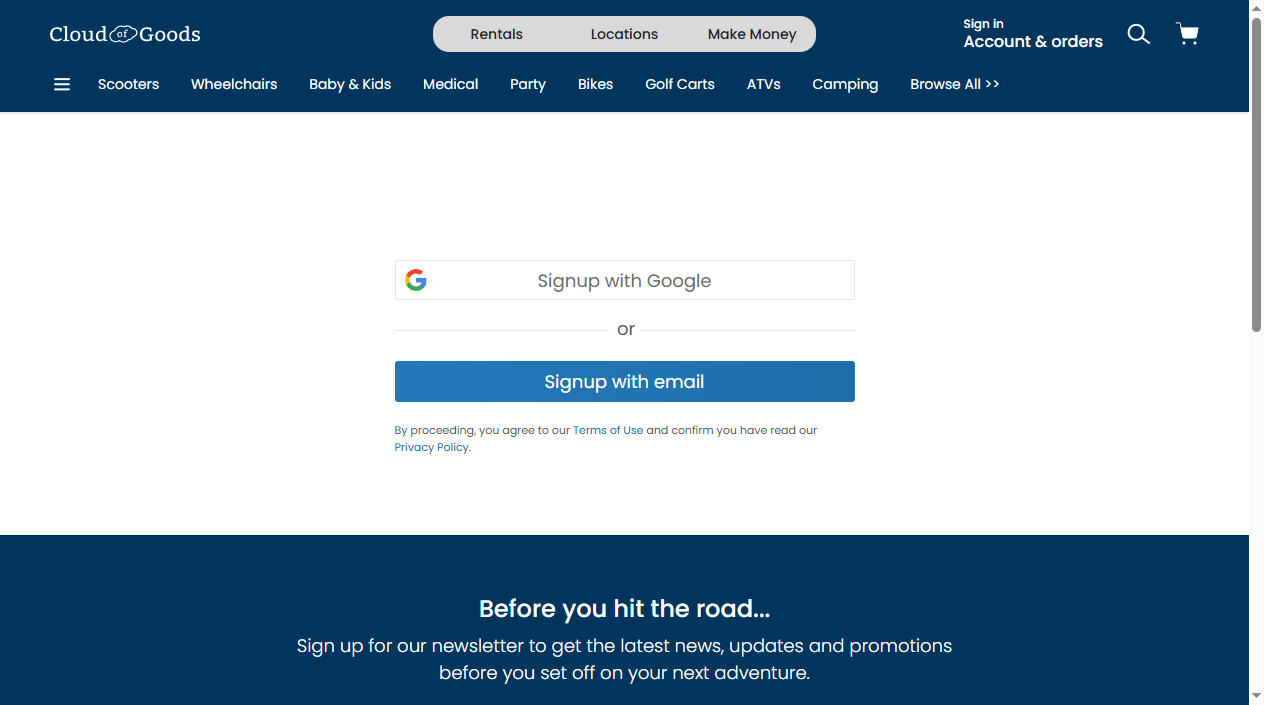 Cloud of Goods
Rentals Locations Make Money
Sign in
Account & orders
Scooters Wheelchairs Baby & Kids Medical Party Bikes Golf Carts ATVs Camping Browse All >>
Signup with Google
or
Signup with email
By proceeding, you agree to our Terms of Use and confirm you have read our
Privacy Policy.
Before you hit the road...
Sign up for our newsletter to get the latest news, updates and promotions
before you set off on your next adventure.